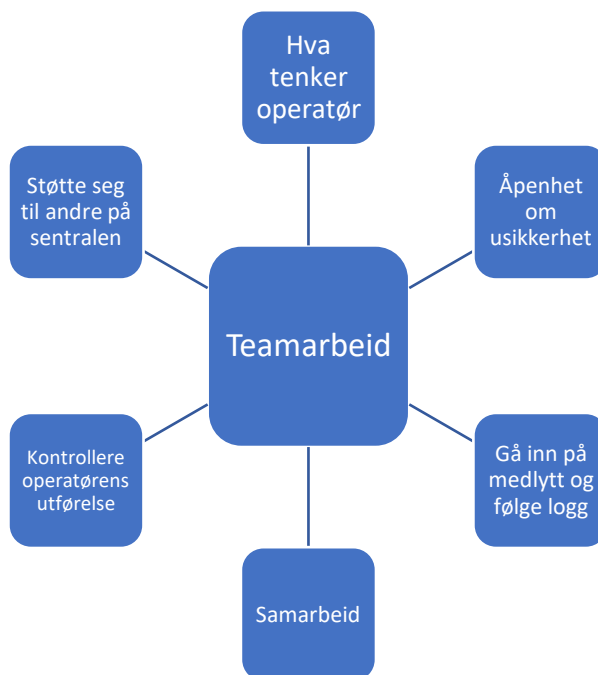 Hva
tenker
operatør
Støtte seg
til andre på
sentralen
Åpenhet
om
usikkerhet
Teamarbeid
Kontrollere
operatørens
utførelse
Gå inn på
medlytt og
følge logg
Samarbeid